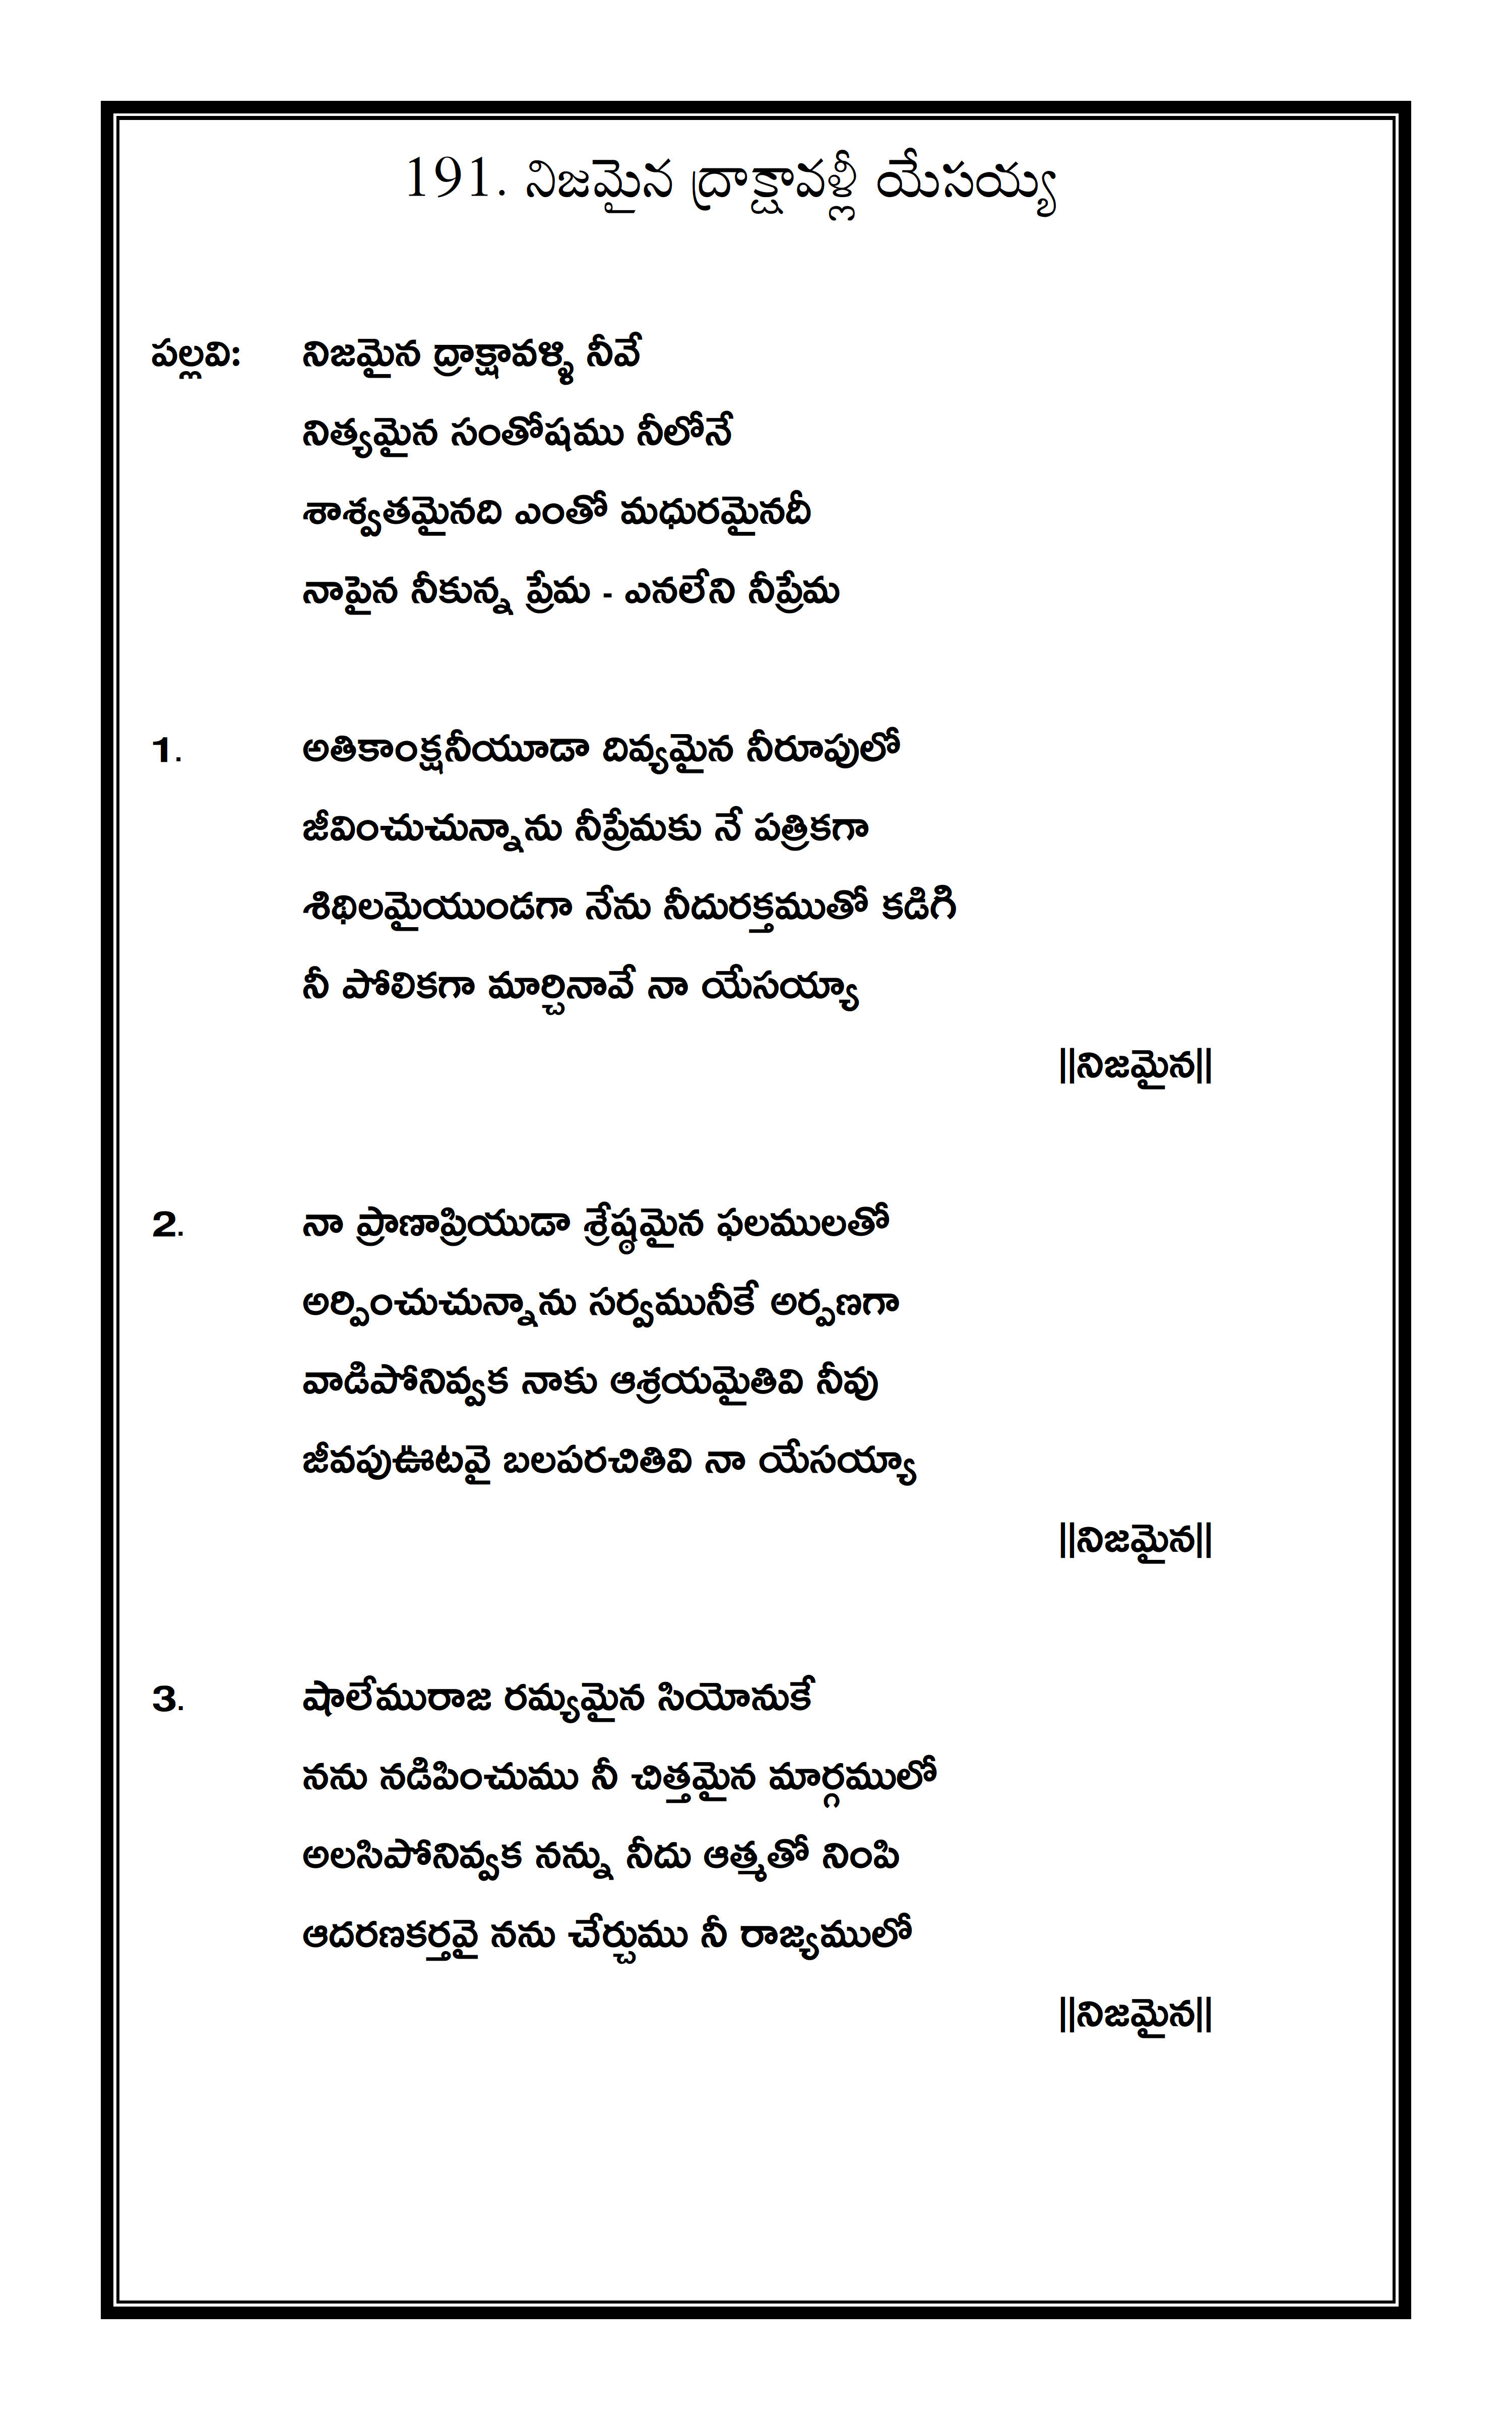 191. నిజమైన ద్రాక్షావళ్లీ యేసయ్య
పల్లవి: నిజమైన ద్రాక్షావళ్ళి నీవే
నిత్యమైన సంతోషము నీలోనే
శాశ్వతమైనది ఎంతో మధురమైనదీ
నాపైన నీకున్న ప్రేమ - ఎనలేని నీప్రేమ
1. అతికాంక్షనీయూడా దివ్యమైన నీరూపులో
జీవించుచున్నాను నీప్రేమకు నే పత్రికగా
శిథిలమైయుండగా నేను నీదురక్తముతో కడిగి
నీ పోలికగా మార్చినావే నా యేసయ్యా
||నిజమైన||
2. నా ప్రాణాప్రియుడా శ్రేష్ఠమైన ఫలములతో
అర్పించుచున్నాను సర్వమునీకే అర్పణగా
వాడిపోనివ్వక నాకు ఆశ్రయమైతివి నీవు
జీవపుఊటవై బలపరచితివి నా యేసయ్యా
||నిజమైన||
3. షాలేమురాజ రమ్యమైన సియోనుకే
నను నడిపించుము నీ చిత్తమైన మార్గములో
అలసిపోనివ్వక నన్ను నీదు ఆత్మతో నింపి
ఆదరణకర్తవై నను చేర్చుము నీ రాజ్యములో
||నిజమైన||